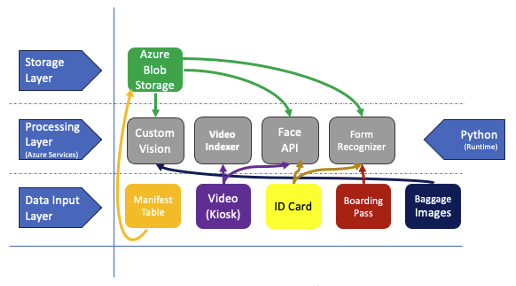 Azure
Blob
Storage
Storage
Layer
Processing
Layer
(Azure Services)
Custom
Vision
Video
Indexer
Face
API
Form
Recognizer
Python
(Runtime)
Data Input
Layer
Manifest
Table
Video
(Kiosk)
ID Card
Boarding
Pass
Baggage
Images